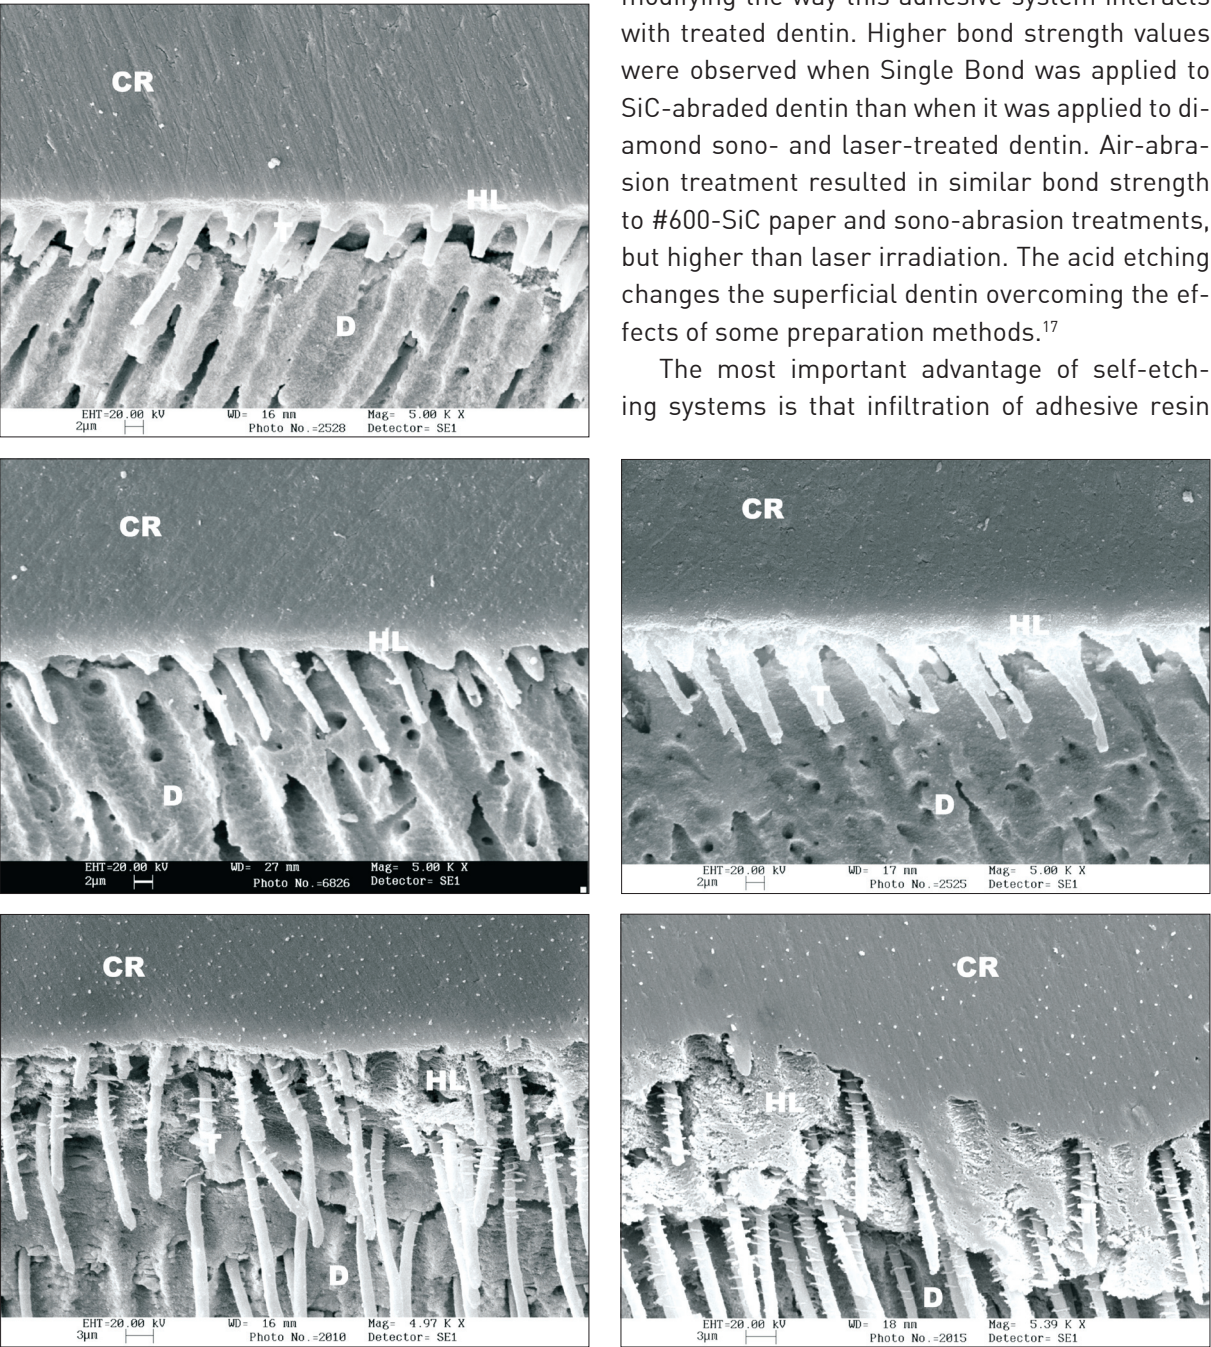 modifying the way this adhesive system interacts
with treated dentin. Higher bond strength values
were observed when Single Bond was applied to
SiC-abraded dentin than when it was applied to di-
amond sono- and laser-treated dentin. Air-abra-
sion treatment resulted in similar bond strength
to #600-SiC paper and sono-abrasion treatments,
but higher than laser irradiation. The acid etching
changes the superficial dentin overcoming the ef-
fects of some preparation methods.17
The most important advantage of self-etch-
ing systems is that infiltration of adhesive resin
CR
HL
T
D
EHT=20.00 kV WD= 16 mm Mag= 5.00 K X
2µm Photo No.=2528 Detector= SE1
CR
HL
T
D
EHT=20.00 kV WD= 27 mm Mag= 5.00 K X
2µm Photo No.=6826 Detector= SE1
CR
HL
T
D
EHT=20.00 kV WD= 17 mm Mag= 5.00 K X
2µm Photo No.=2525 Detector= SE1
CR
HL
T
D
EHT=20.00 kV WD= 16 mm Mag= 4.97 K X
3µm Photo No.=2010 Detector= SE1
CR
HL
T
D
EHT=20.00 kV WD= 18 mm Mag= 5.39 K X
3µm Photo No.=2015 Detector= SE1